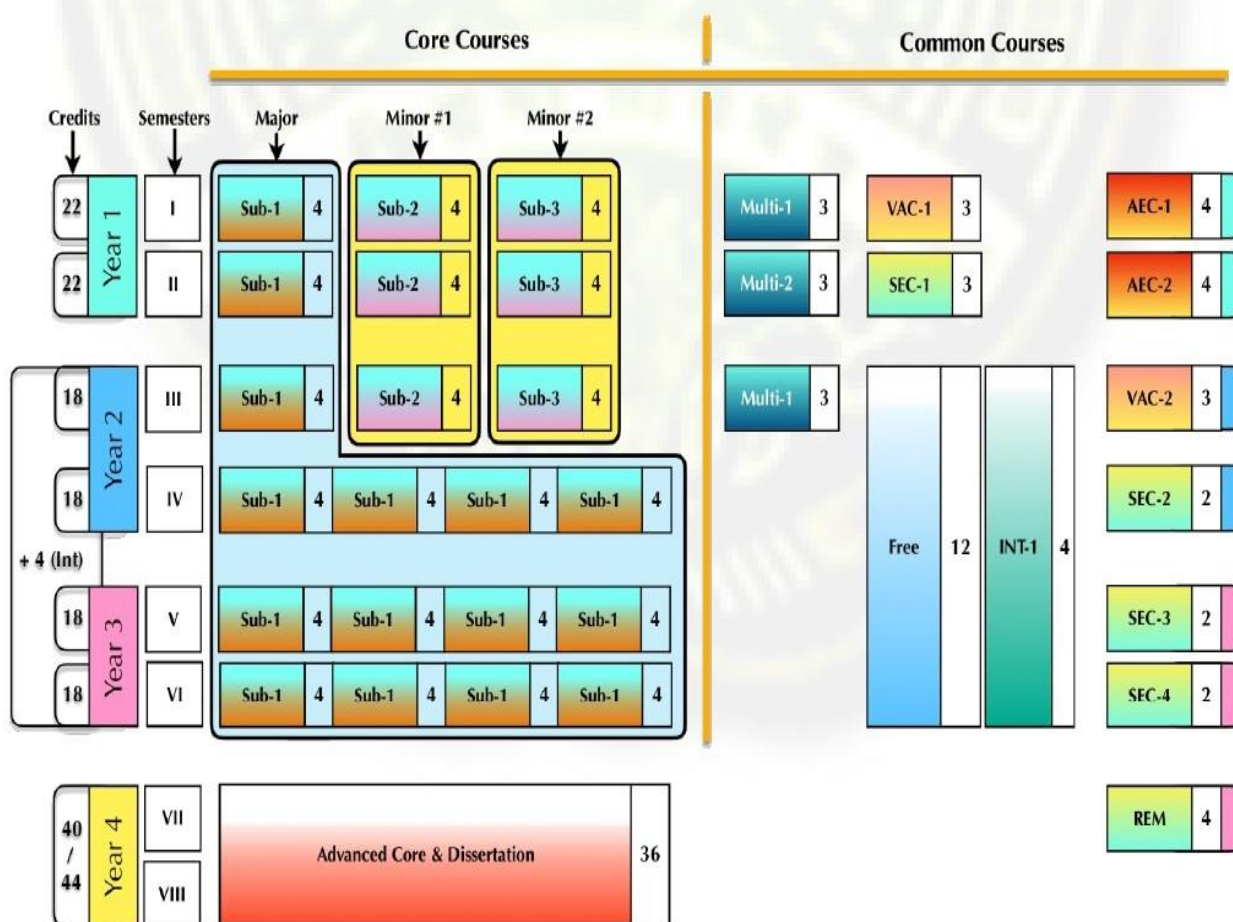 Core Courses
Common Courses
Credits Semesters Major Minor #1 Minor #2
22 Year 1 I Sub-1 4 Sub-2 4 Sub-3 4 Multi-1 3 VAC-1 3 AEC-1 4
22 II Sub-1 4 Sub-2 4 Sub-3 4 Multi-2 3 SEC-1 3 AEC-2 4
18 Year 2 III Sub-1 4 Sub-2 4 Sub-3 4 Multi-1 3 VAC-2 3
18 IV Sub-1 4 Sub-1 4 Sub-1 4 Sub-1 4 SEC-2 2
+ 4 (Int) Free 12 INT-1 4
18 Year 3 V Sub-1 4 Sub-1 4 Sub-1 4 Sub-1 4 SEC-3 2
18 VI Sub-1 4 Sub-1 4 Sub-1 4 Sub-1 4 SEC-4 2
40 / 44 Year 4 VII Advanced Core & Dissertation 36 REM 4
VIII